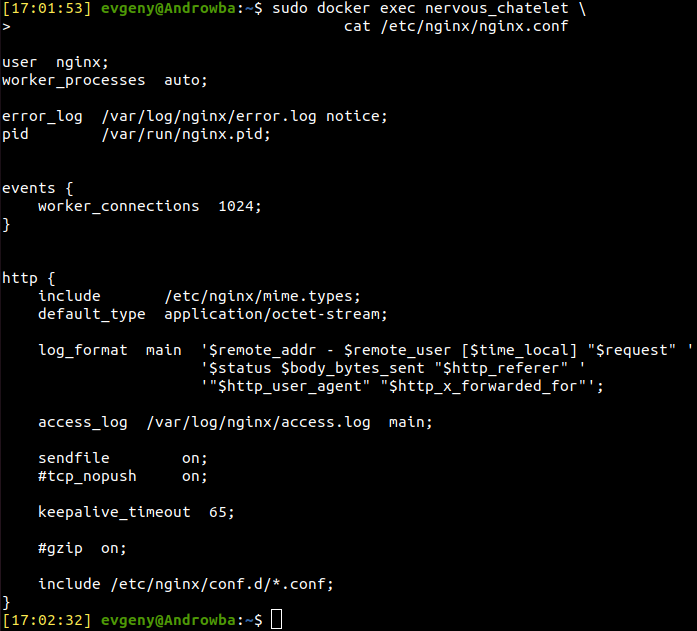 [17:01:53] evgeny@Androwba:~$ sudo docker exec nervous_chatelet \
>                                     cat /etc/nginx/nginx.conf

user  nginx;
worker_processes  auto;

error_log  /var/log/nginx/error.log notice;
pid        /var/run/nginx.pid;


events {
    worker_connections  1024;
}


http {
    include       /etc/nginx/mime.types;
    default_type  application/octet-stream;

    log_format  main  '$remote_addr - $remote_user [$time_local] "$request" '
                      '$status $body_bytes_sent "$http_referer" '
                      '"$http_user_agent" "$http_x_forwarded_for"';

    access_log  /var/log/nginx/access.log  main;

    sendfile        on;
    #tcp_nopush     on;

    keepalive_timeout  65;

    #gzip  on;

    include /etc/nginx/conf.d/*.conf;
}
[17:02:32] evgeny@Androwba:~$